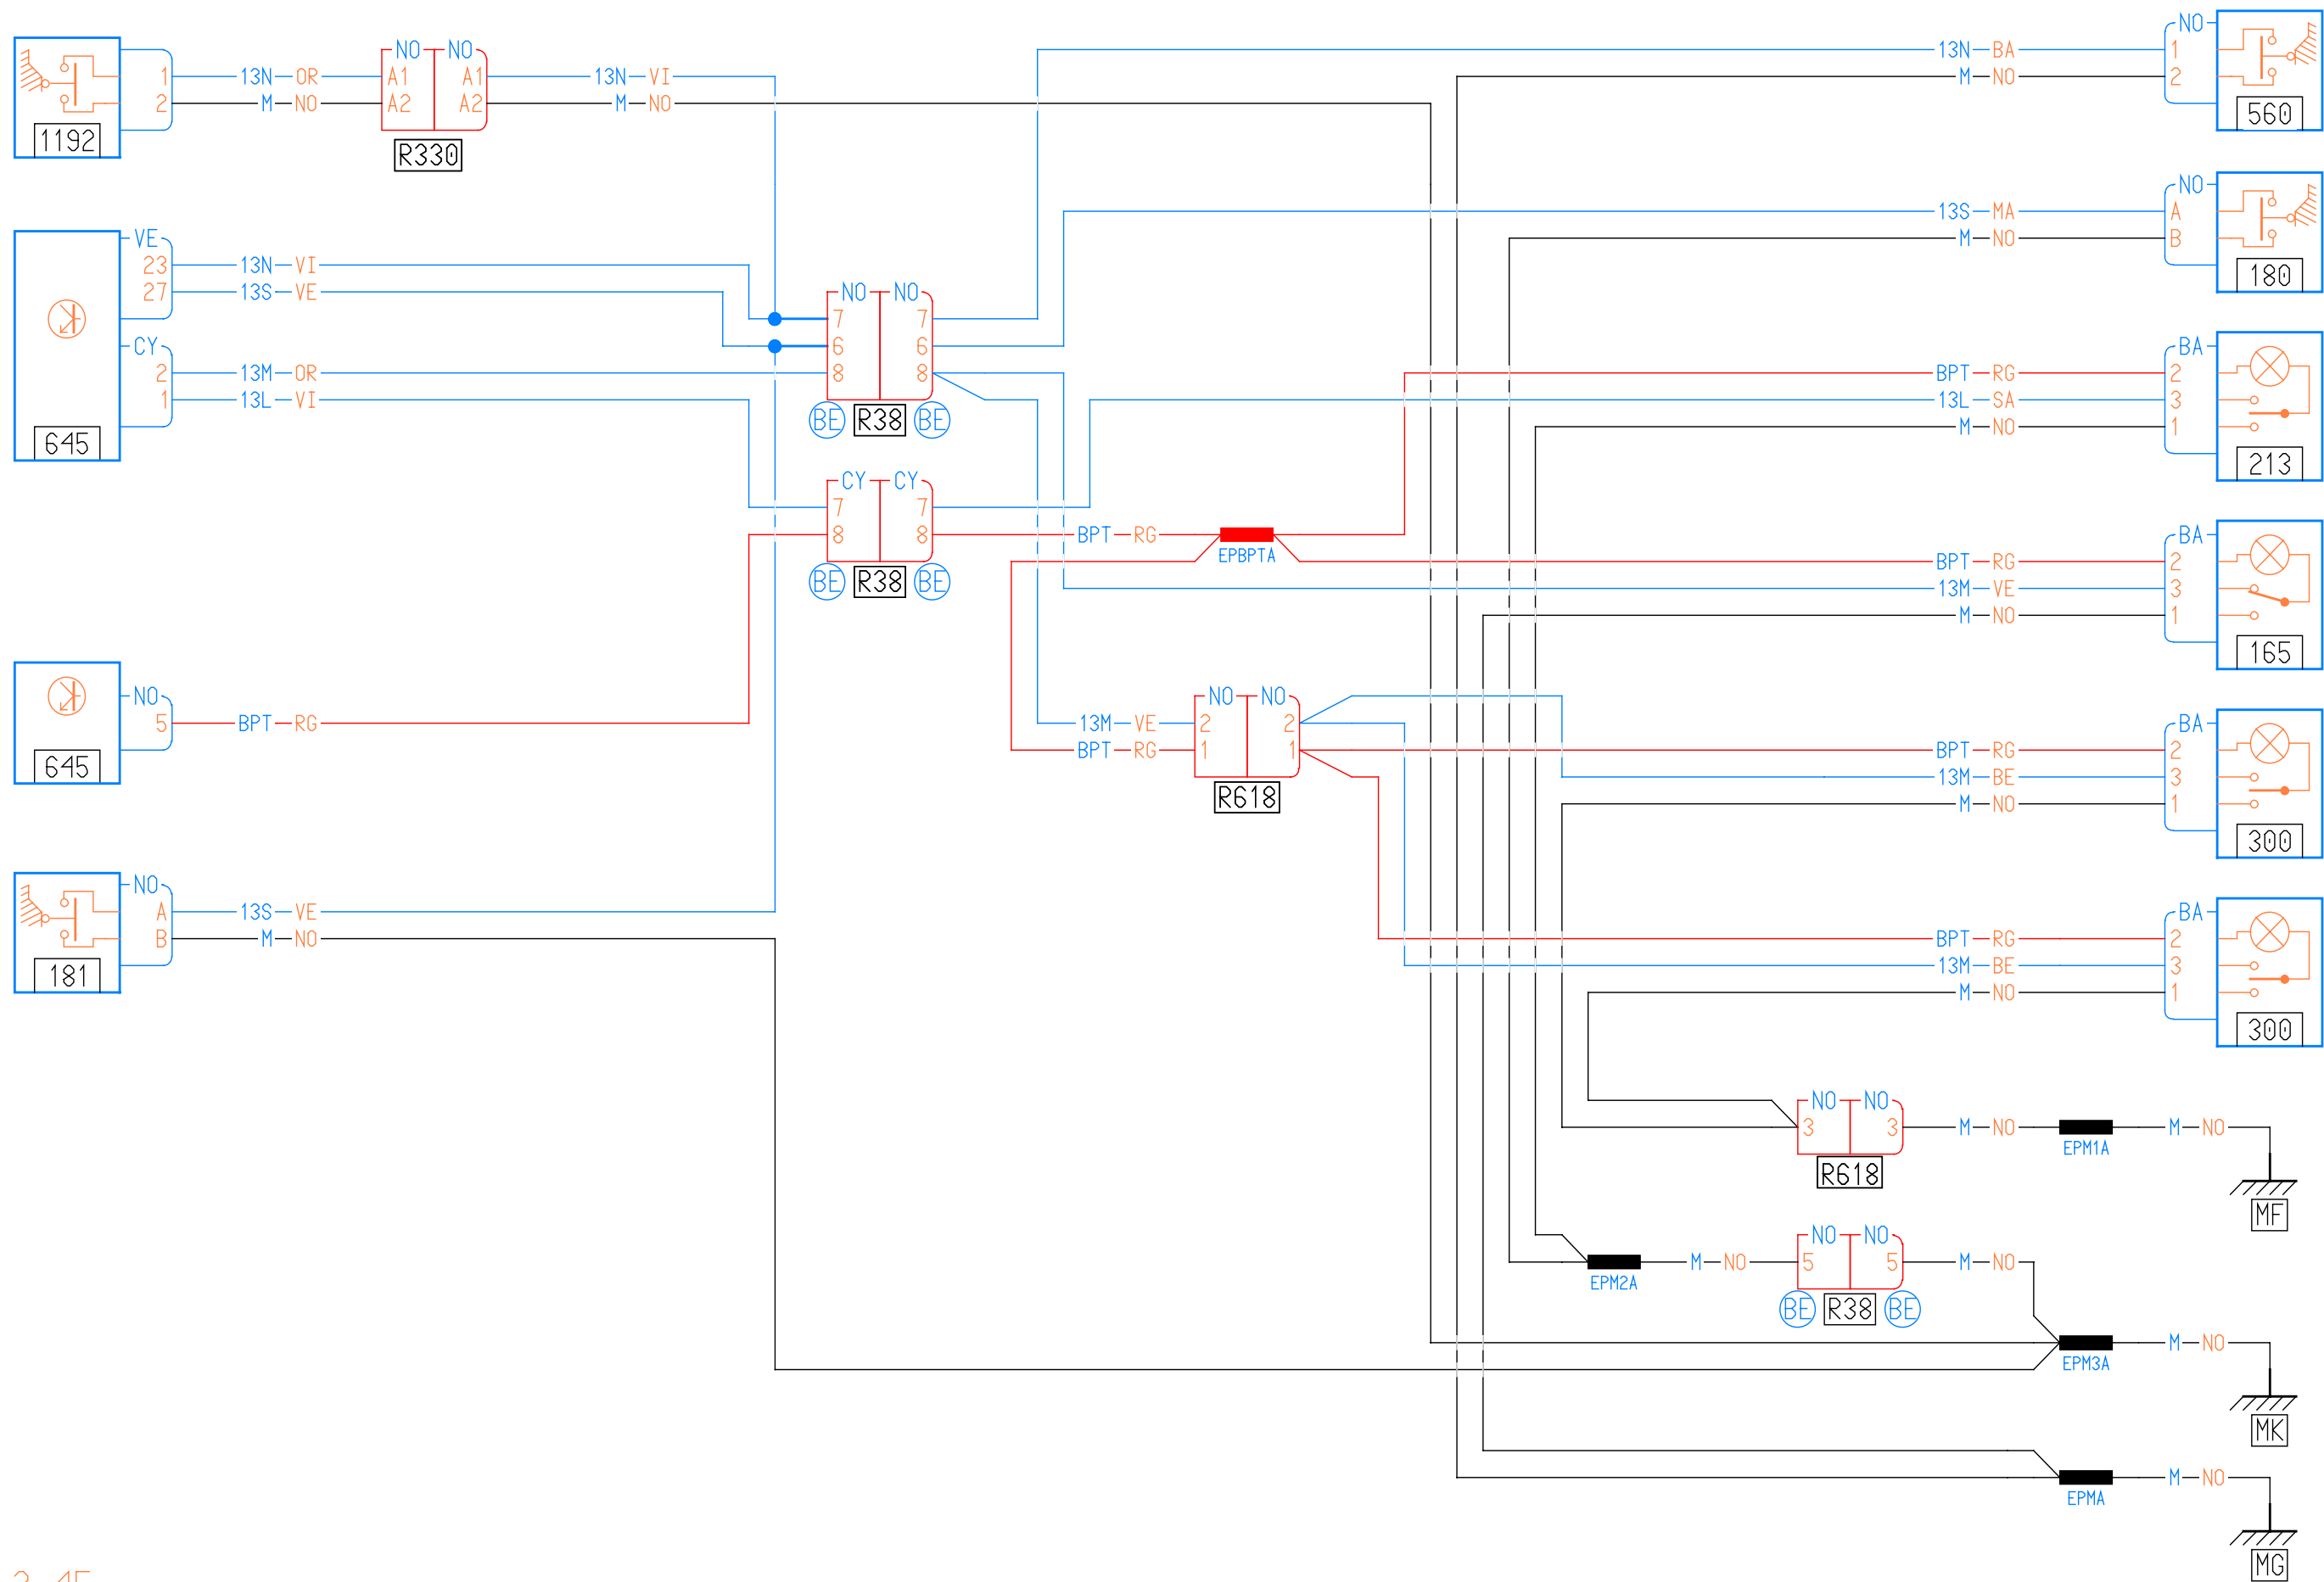 NO NO NO
1 13N OR A1 A1 13N VI 13N BA 1
2 M NO A2 A2 M NO M NO 2
1192 R330 560
NO
13S MA A
M NO B
180
VE
23 13N VI
27 13S VE
NO NO
7 7
6 6
CY BA
2 13M OR 8 8 BPT RG 2
1 13L VI 13L SA 3
BE R38 BE M NO 1
645 213
CY CY
7 7
8 8 BPT RG
EPBPTA
BE R38 BE
BA
BPT RG 2
13M VE 3
M NO 1
165
NO NO NO BA
5 BPT RG 13M VE 2 2
BPT RG 1 1 BPT RG 2
13M BE 3
M NO 1
645 R618 300
NO BA
A 13S VE
B M NO BPT RG 2
13M BE 3
M NO 1
181 300
NO NO
3 3 M NO M NO
EPM1A
R618
MF
NO NO
M NO 5 5 M NO
EPM2A
BE R38 BE
M NO
EPM3A
MK
M NO
EPMA
MG